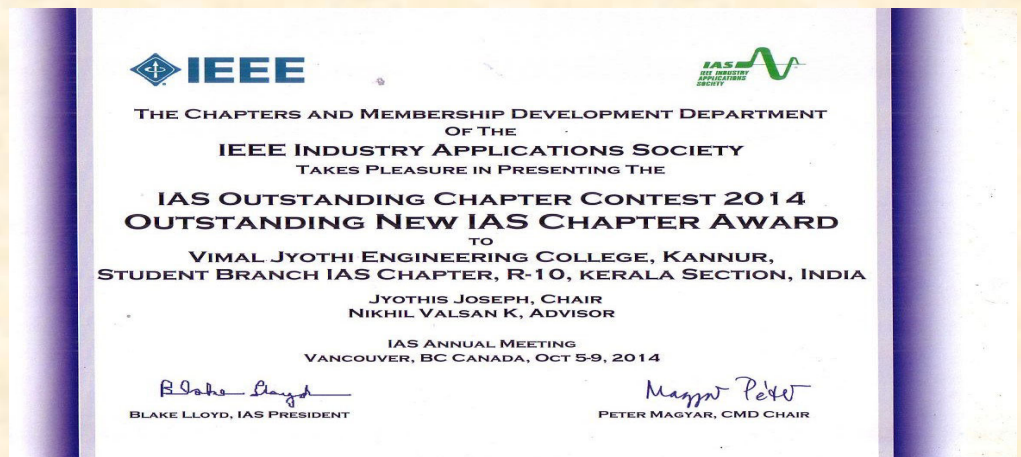 IEEE
IAS
IEEE INDUSTRY
APPLICATIONS
SOCIETY
THE CHAPTERS AND MEMBERSHIP DEVELOPMENT DEPARTMENT
OF THE
IEEE INDUSTRY APPLICATIONS SOCIETY
TAKES PLEASURE IN PRESENTING THE
IAS OUTSTANDING CHAPTER CONTEST 2014
OUTSTANDING NEW IAS CHAPTER AWARD
TO
VIMAL JYOTHI ENGINEERING COLLEGE, KANNUR,
STUDENT BRANCH IAS CHAPTER, R-10, KERALA SECTION, INDIA
JYOTHIS JOSEPH, CHAIR
NIKHIL VALSAN K, ADVISOR
IAS ANNUAL MEETING
VANCOUVER, BC CANADA, OCT 5-9, 2014
Blake Lloyd
Magyar Péter
BLAKE LLOYD, IAS PRESIDENT
PETER MAGYAR, CMD CHAIR